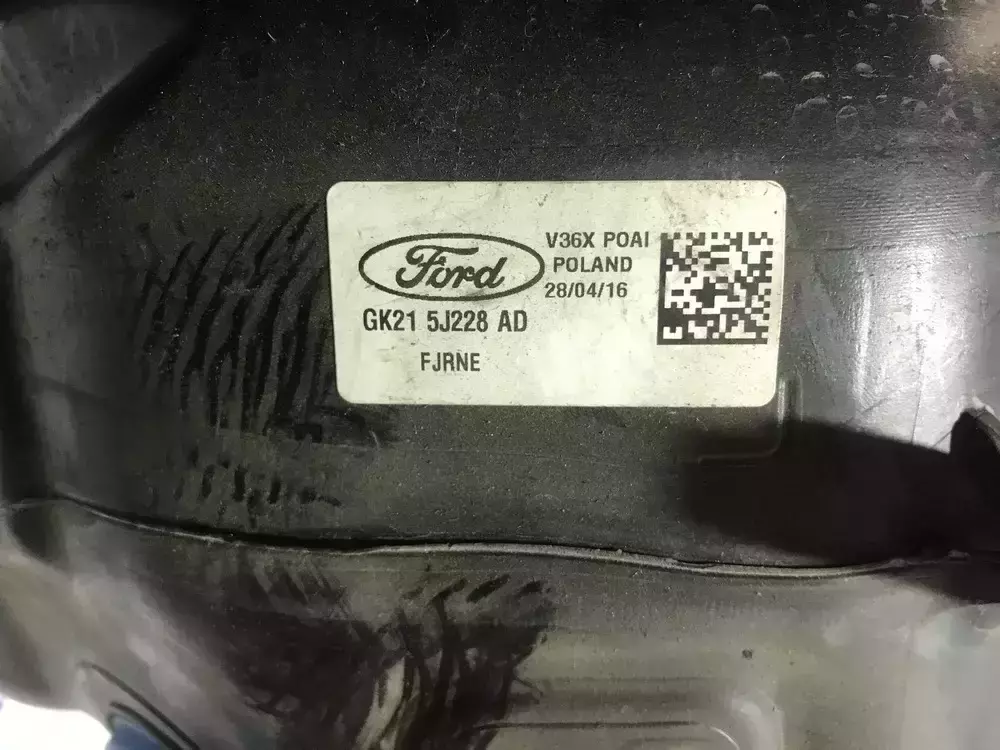 Ford
V36X POAI
POLAND
28/04/16
GK21 5J228 AD
FJRNE